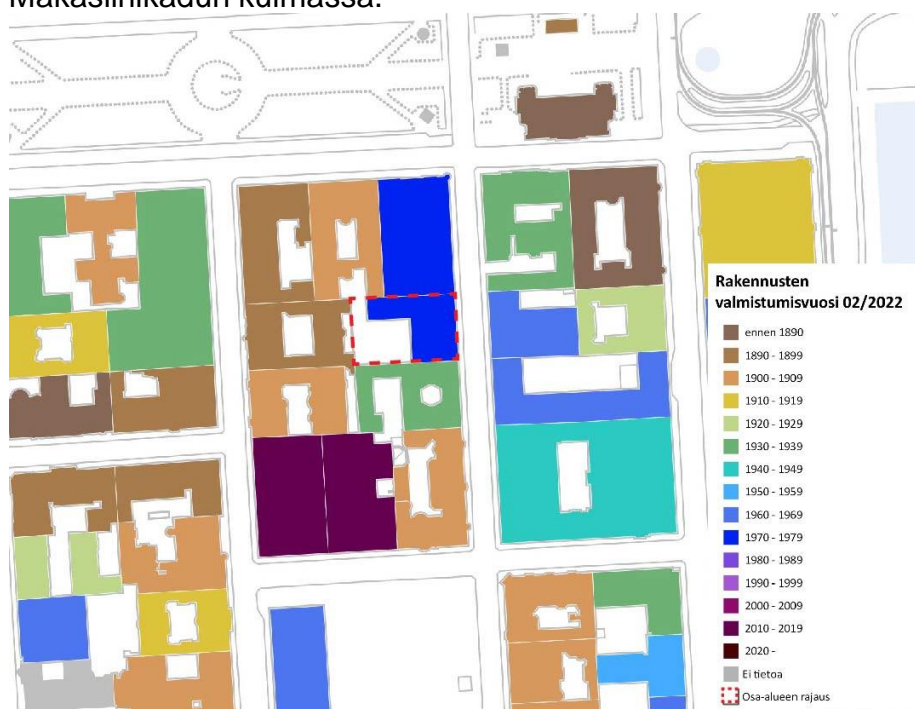 Makasiinikadun kulmassa.
Rakennusten
valmistumisvuosi 02/2022
ennen 1890
1890 - 1899
1900 - 1909
1910 - 1919
1920 - 1929
1930 - 1939
1940 - 1949
1950 - 1959
1960 - 1969
1970 - 1979
1980 - 1989
1990 - 1999
2000 - 2009
2010 - 2019
2020 -
Ei tietoa
Osa-alueen rajaus